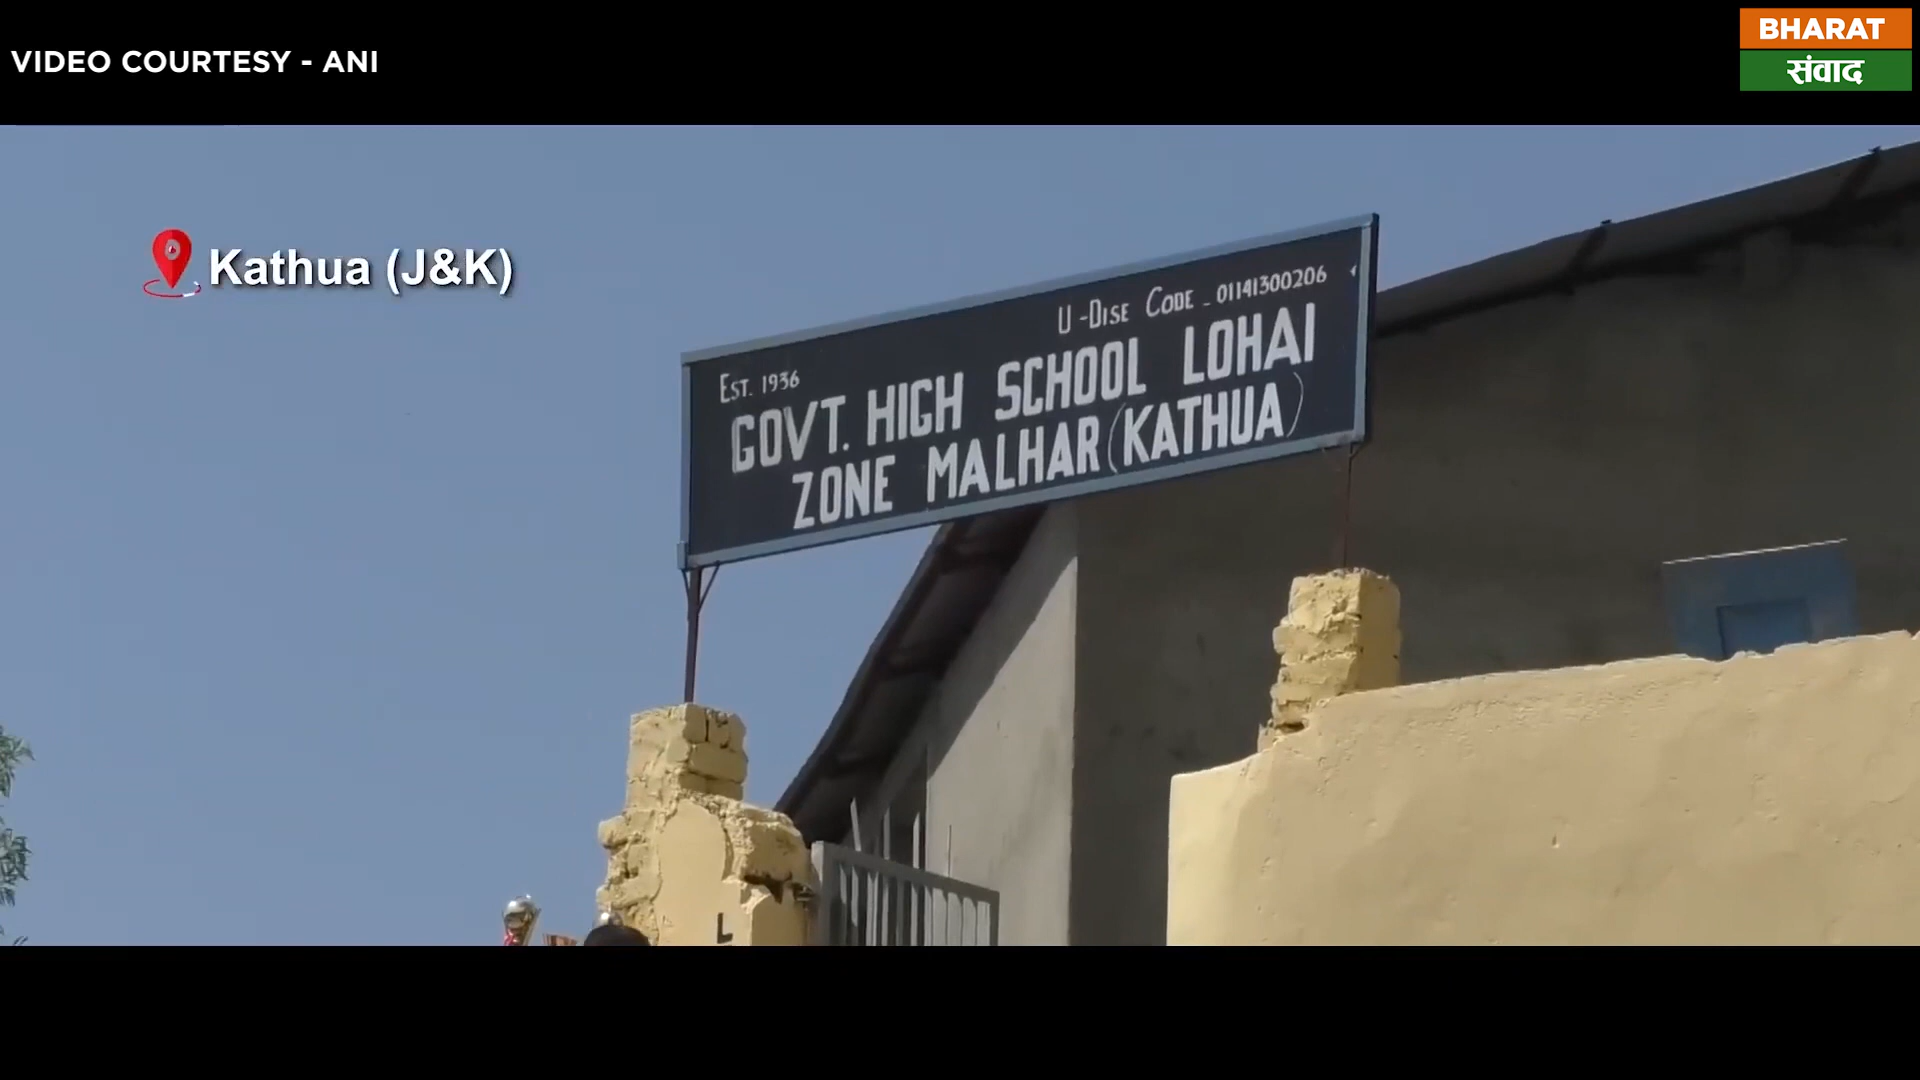 VIDEO COURTESY - ANI
BHARAT
संवाद
Kathua (J&K)
U-DISE CODE - 01141300206
EST. 1936
GOVT. HIGH SCHOOL LOHAI
ZONE MALHAR (KATHUA)
L